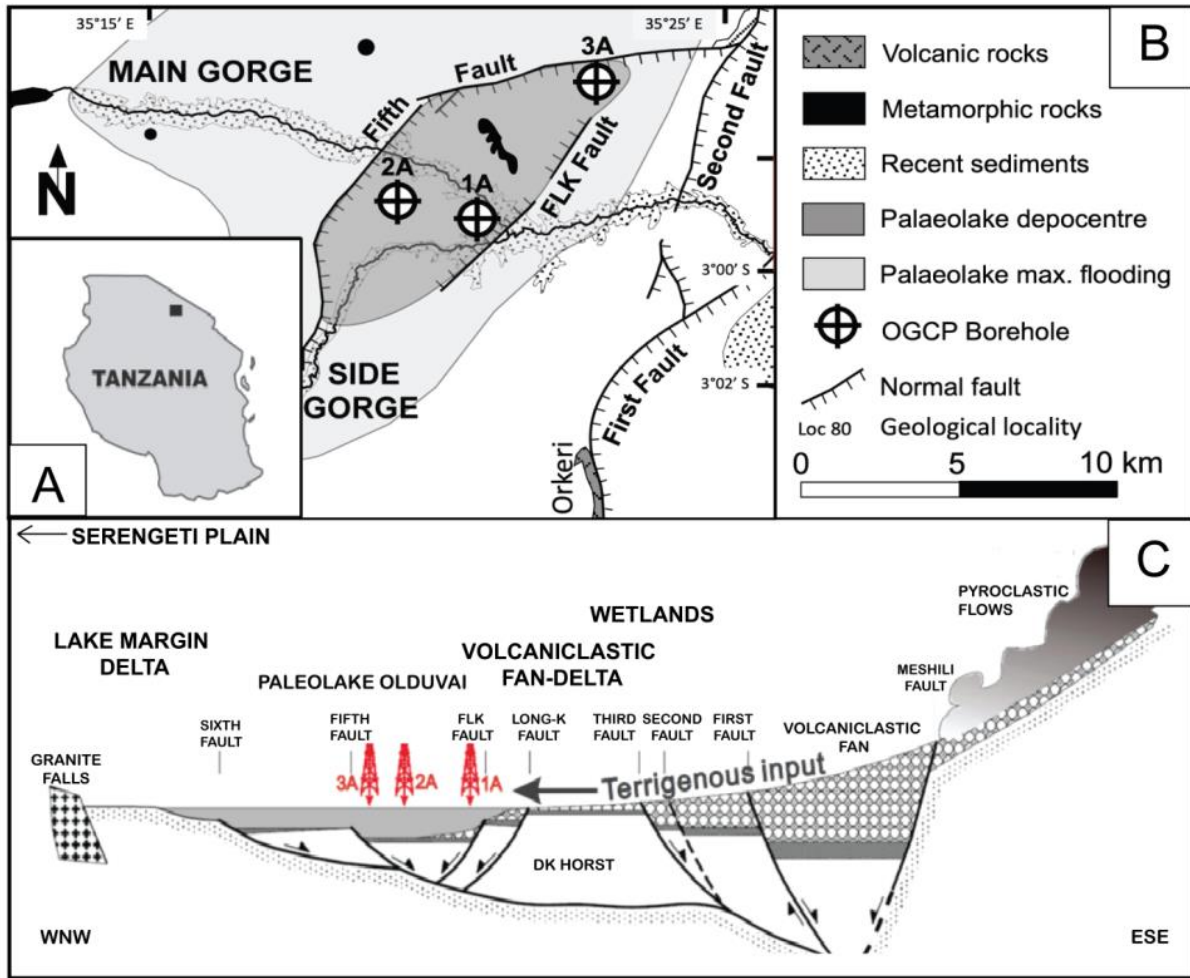 35°15' E
35°25' E
B
MAIN GORGE
Fifth
Fault
3A
Second Fault
FLK Fault
2A
1A
N
3°00' S
3°02' S
SIDE
GORGE
First Fault
Orkeri
TANZANIA
A
Volcanic rocks
Metamorphic rocks
Recent sediments
Palaeolake depocentre
Palaeolake max. flooding
OGCP Borehole
Normal fault
Loc 80 Geological locality
0 5 10 km
← SERENGETI PLAIN
C
PYROCLASTIC
FLOWS
WETLANDS
LAKE MARGIN
DELTA
VOLCANICLASTIC
FAN-DELTA
PALEOLAKE OLDUVAI
MESHILI
FAULT
SIXTH
FAULT
FIFTH
FAULT
FLK
FAULT
LONG-K
FAULT
THIRD
FAULT
SECOND
FAULT
FIRST
FAULT
VOLCANICLASTIC
FAN
GRANITE
FALLS
3A
2A
1A
Terrigenous input
DK HORST
WNW
ESE